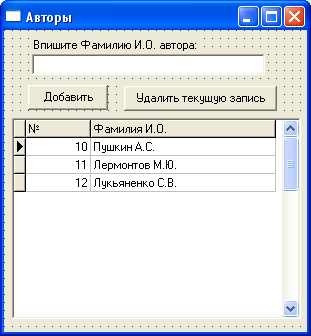 Авторы
Впишите Фамилию И.О. автора:
Добавить Удалить текущую запись
№ Фамилия И.О.
10 Пушкин А.С.
11 Лермонтов М.Ю.
12 Лукьяненко С.В.